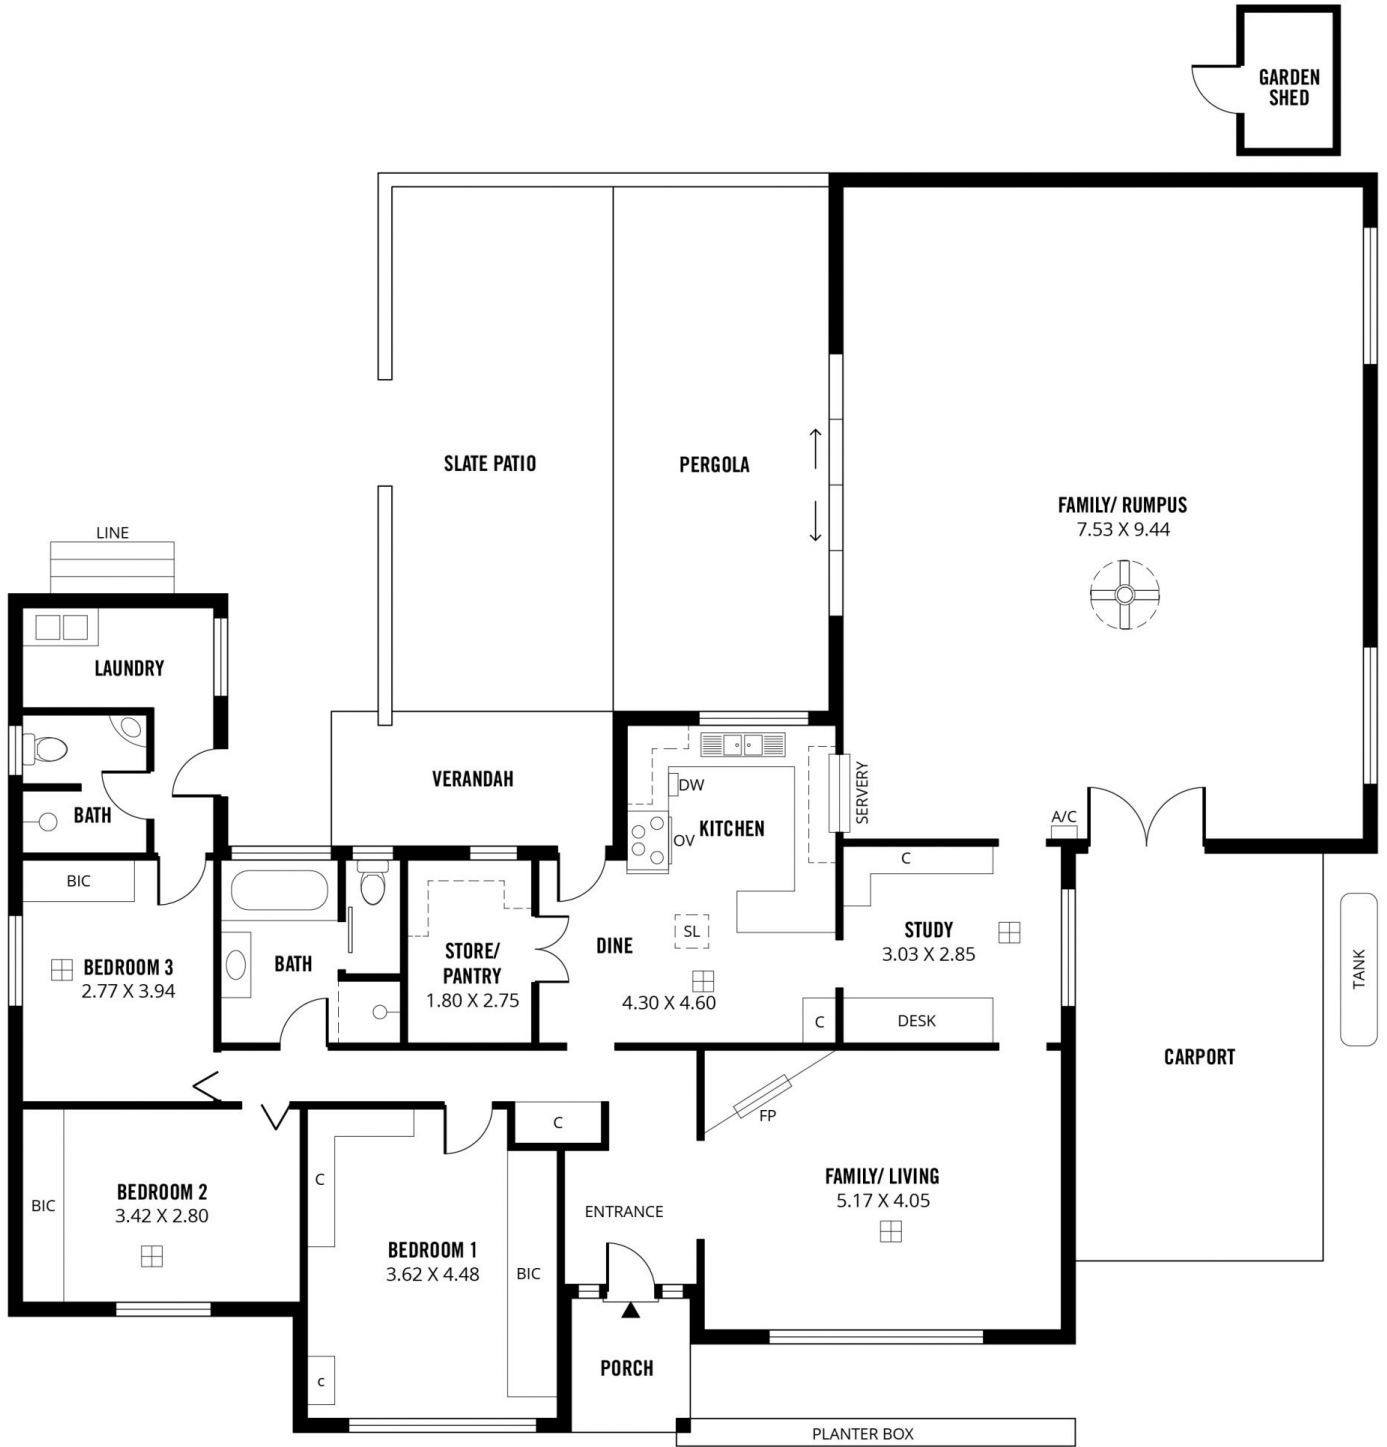 GARDEN
SHED
SLATE PATIO
PERGOLA
FAMILY/ RUMPUS
7.53 X 9.44
LINE
LAUNDRY
VERANDAH
BATH
DW
OV
KITCHEN
SERVERY
A/C
BIC
BEDROOM 3
2.77 X 3.94
BATH
STORE/
PANTRY
1.80 X 2.75
DINE
SL
4.30 X 4.60
C
C
STUDY
3.03 X 2.85
DESK
TANK
CARPORT
C
FP
FAMILY/ LIVING
5.17 X 4.05
BIC
BEDROOM 2
3.42 X 2.80
C
BEDROOM 1
3.62 X 4.48
BIC
c
ENTRANCE
PORCH
PLANTER BOX